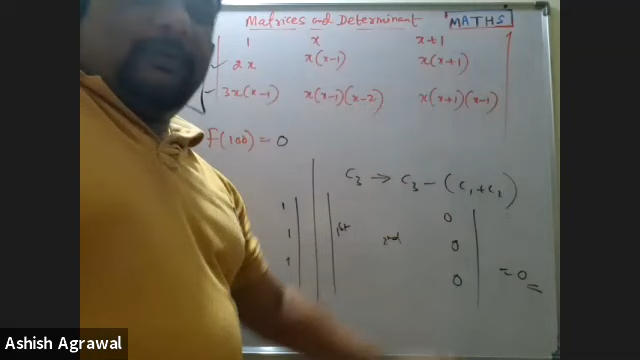 Matrices and Determinant MATHS
1 x x+1
2x x(x-1) x(x+1)
3x(x-1) x(x-1)(x-2) x(x+1)(x-1)
F(100) = 0
C3 → C3 - (C1+C2)
1 0
1 1st 2nd 0
1 0 = 0
Ashish Agrawal